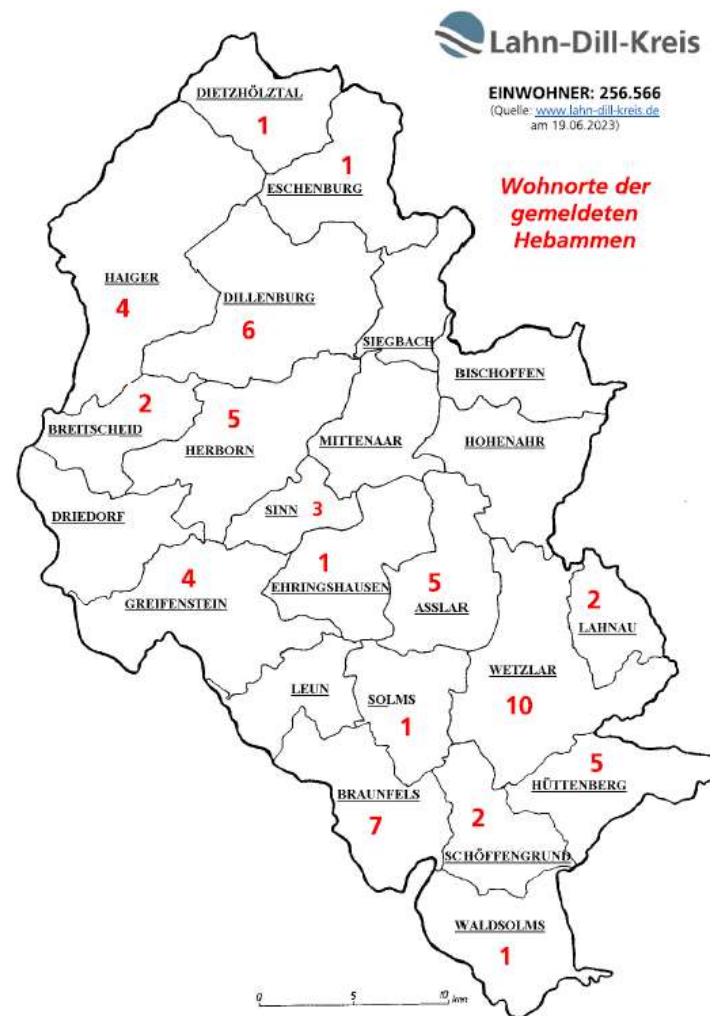 Lahn-Dill-Kreis
EINWOHNER: 256.566
(Quelle: www.lahn-dill-kreis.de
am 19.06.2023)
Wohnorte der
gemeldeten
Hebammen
DIETZHÖLZTAL
1
1
ESCHENBURG
HAIGER
4
DILLENBURG
6
SIEGBACH
BISCHOFFEN
2
BREITSCHEID
5
HERBORN
MITTENAAR
HOHENAHR
DRIEDORF
SINN 3
4
GREIFENSTEIN
1
EHRINGSHAUSEN
5
ASSLAR
2
LAHNAU
WETZLAR
10
LEUN
SOLMS
1
5
HÜTTENBERG
BRAUNFELS
7
2
SCHÖFFENGRUND
WALDSOLMS
1
0 5 10 km